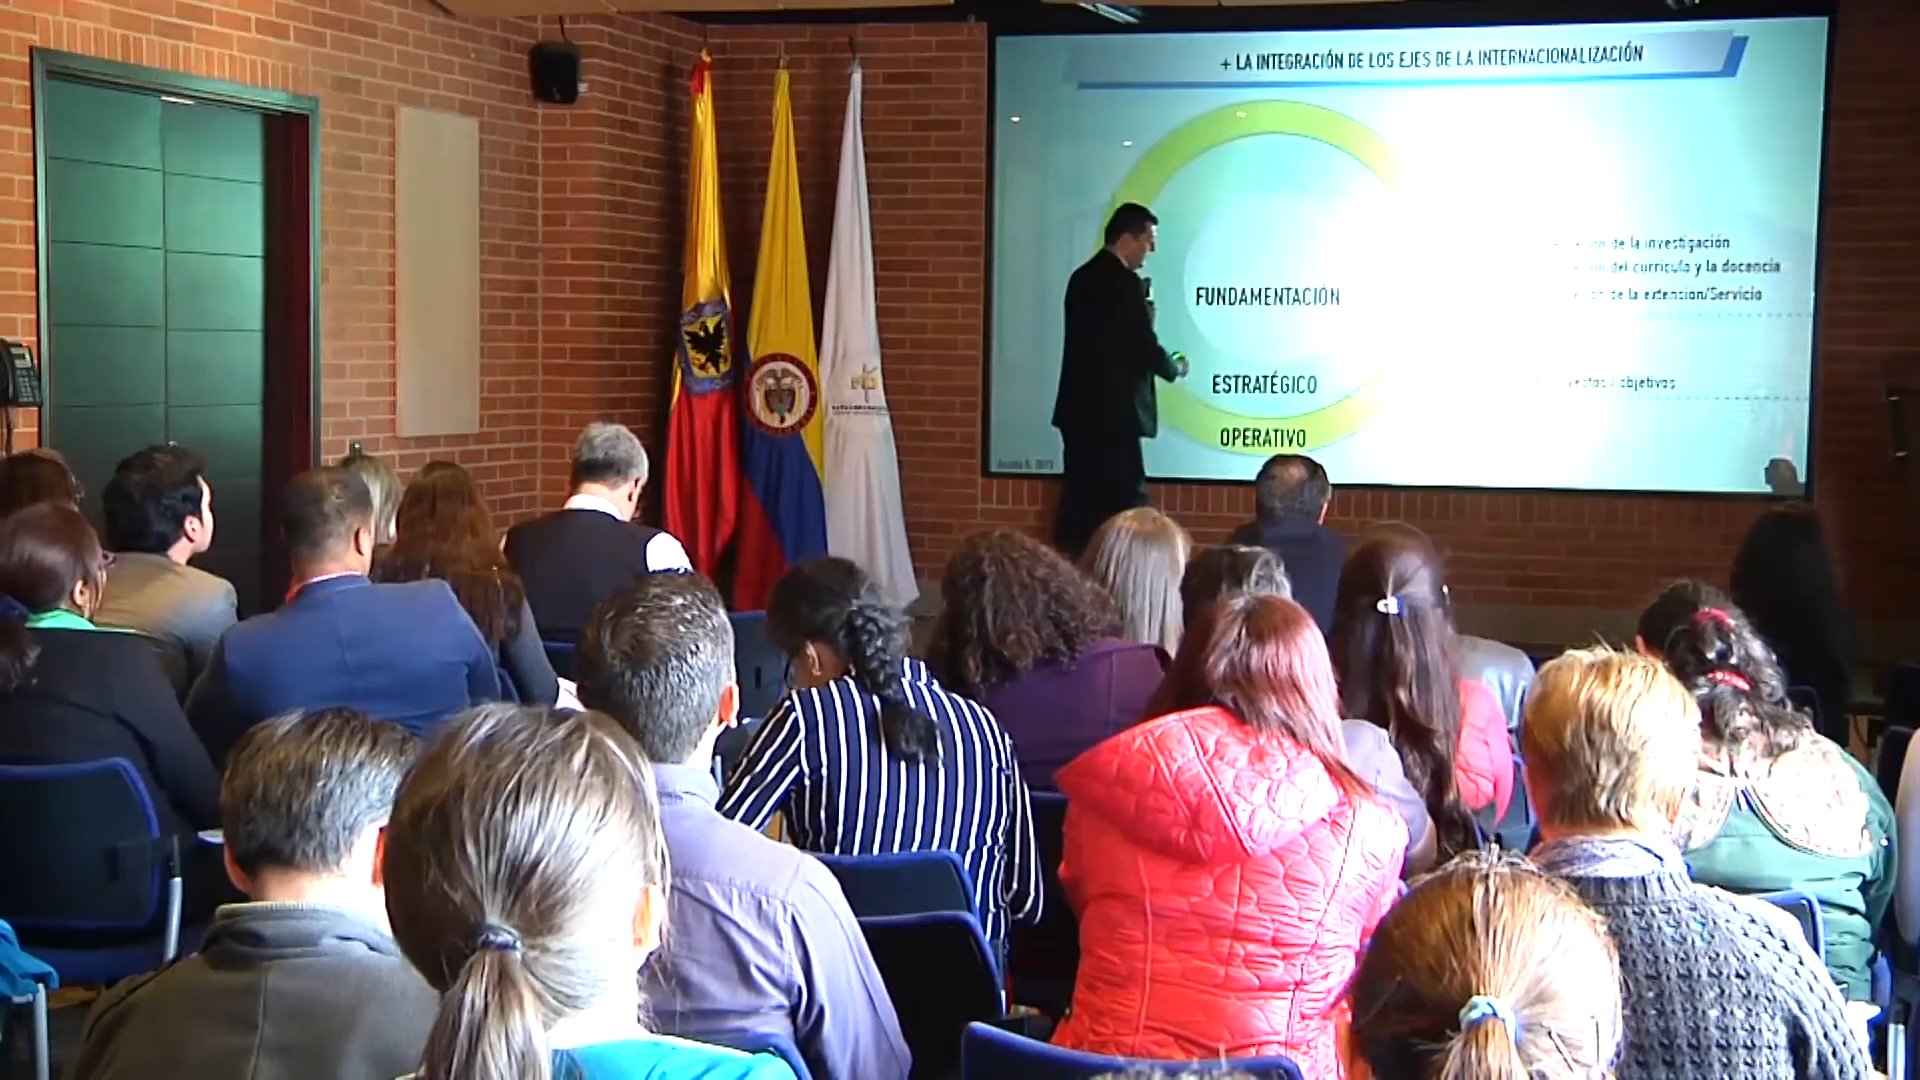 + LA INTEGRACIÓN DE LOS EJES DE LA INTERNACIONALIZACIÓN
de la investigación
del currículo y la docencia
FUNDAMENTACIÓN
de la extensión/Servicio
ESTRATÉGICO
/ objetivos
OPERATIVO